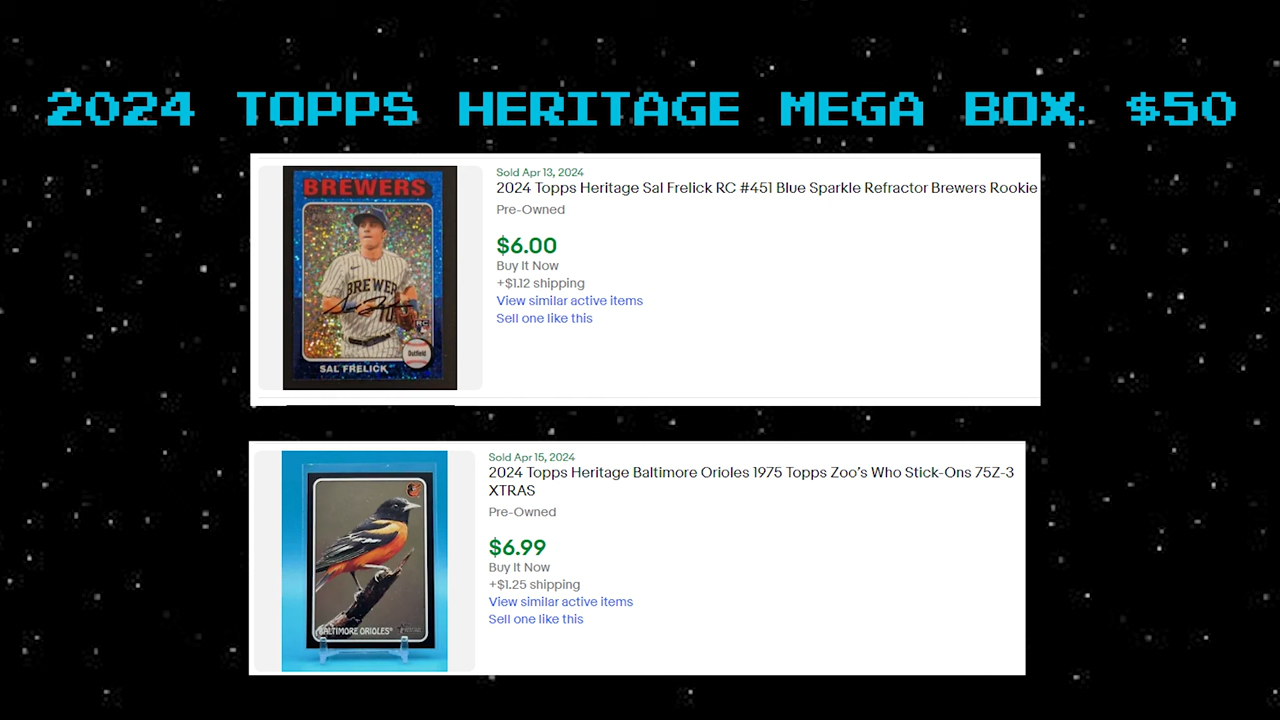 2024 TOPPS HERITAGE MEGA BOX: $50
Sold Apr 13, 2024
2024 Topps Heritage Sal Frelick RC #451 Blue Sparkle Refractor Brewers Rookie
Pre-Owned
$6.00
Buy It Now
+$1.12 shipping
View similar active items
Sell one like this
BREWERS
BREWERS
RC
Outfield
SAL FRELICK
Sold Apr 15, 2024
2024 Topps Heritage Baltimore Orioles 1975 Topps Zoo's Who Stick-Ons 75Z-3
XTRAS
Pre-Owned
$6.99
Buy It Now
+$1.25 shipping
View similar active items
Sell one like this
BALTIMORE ORIOLES®